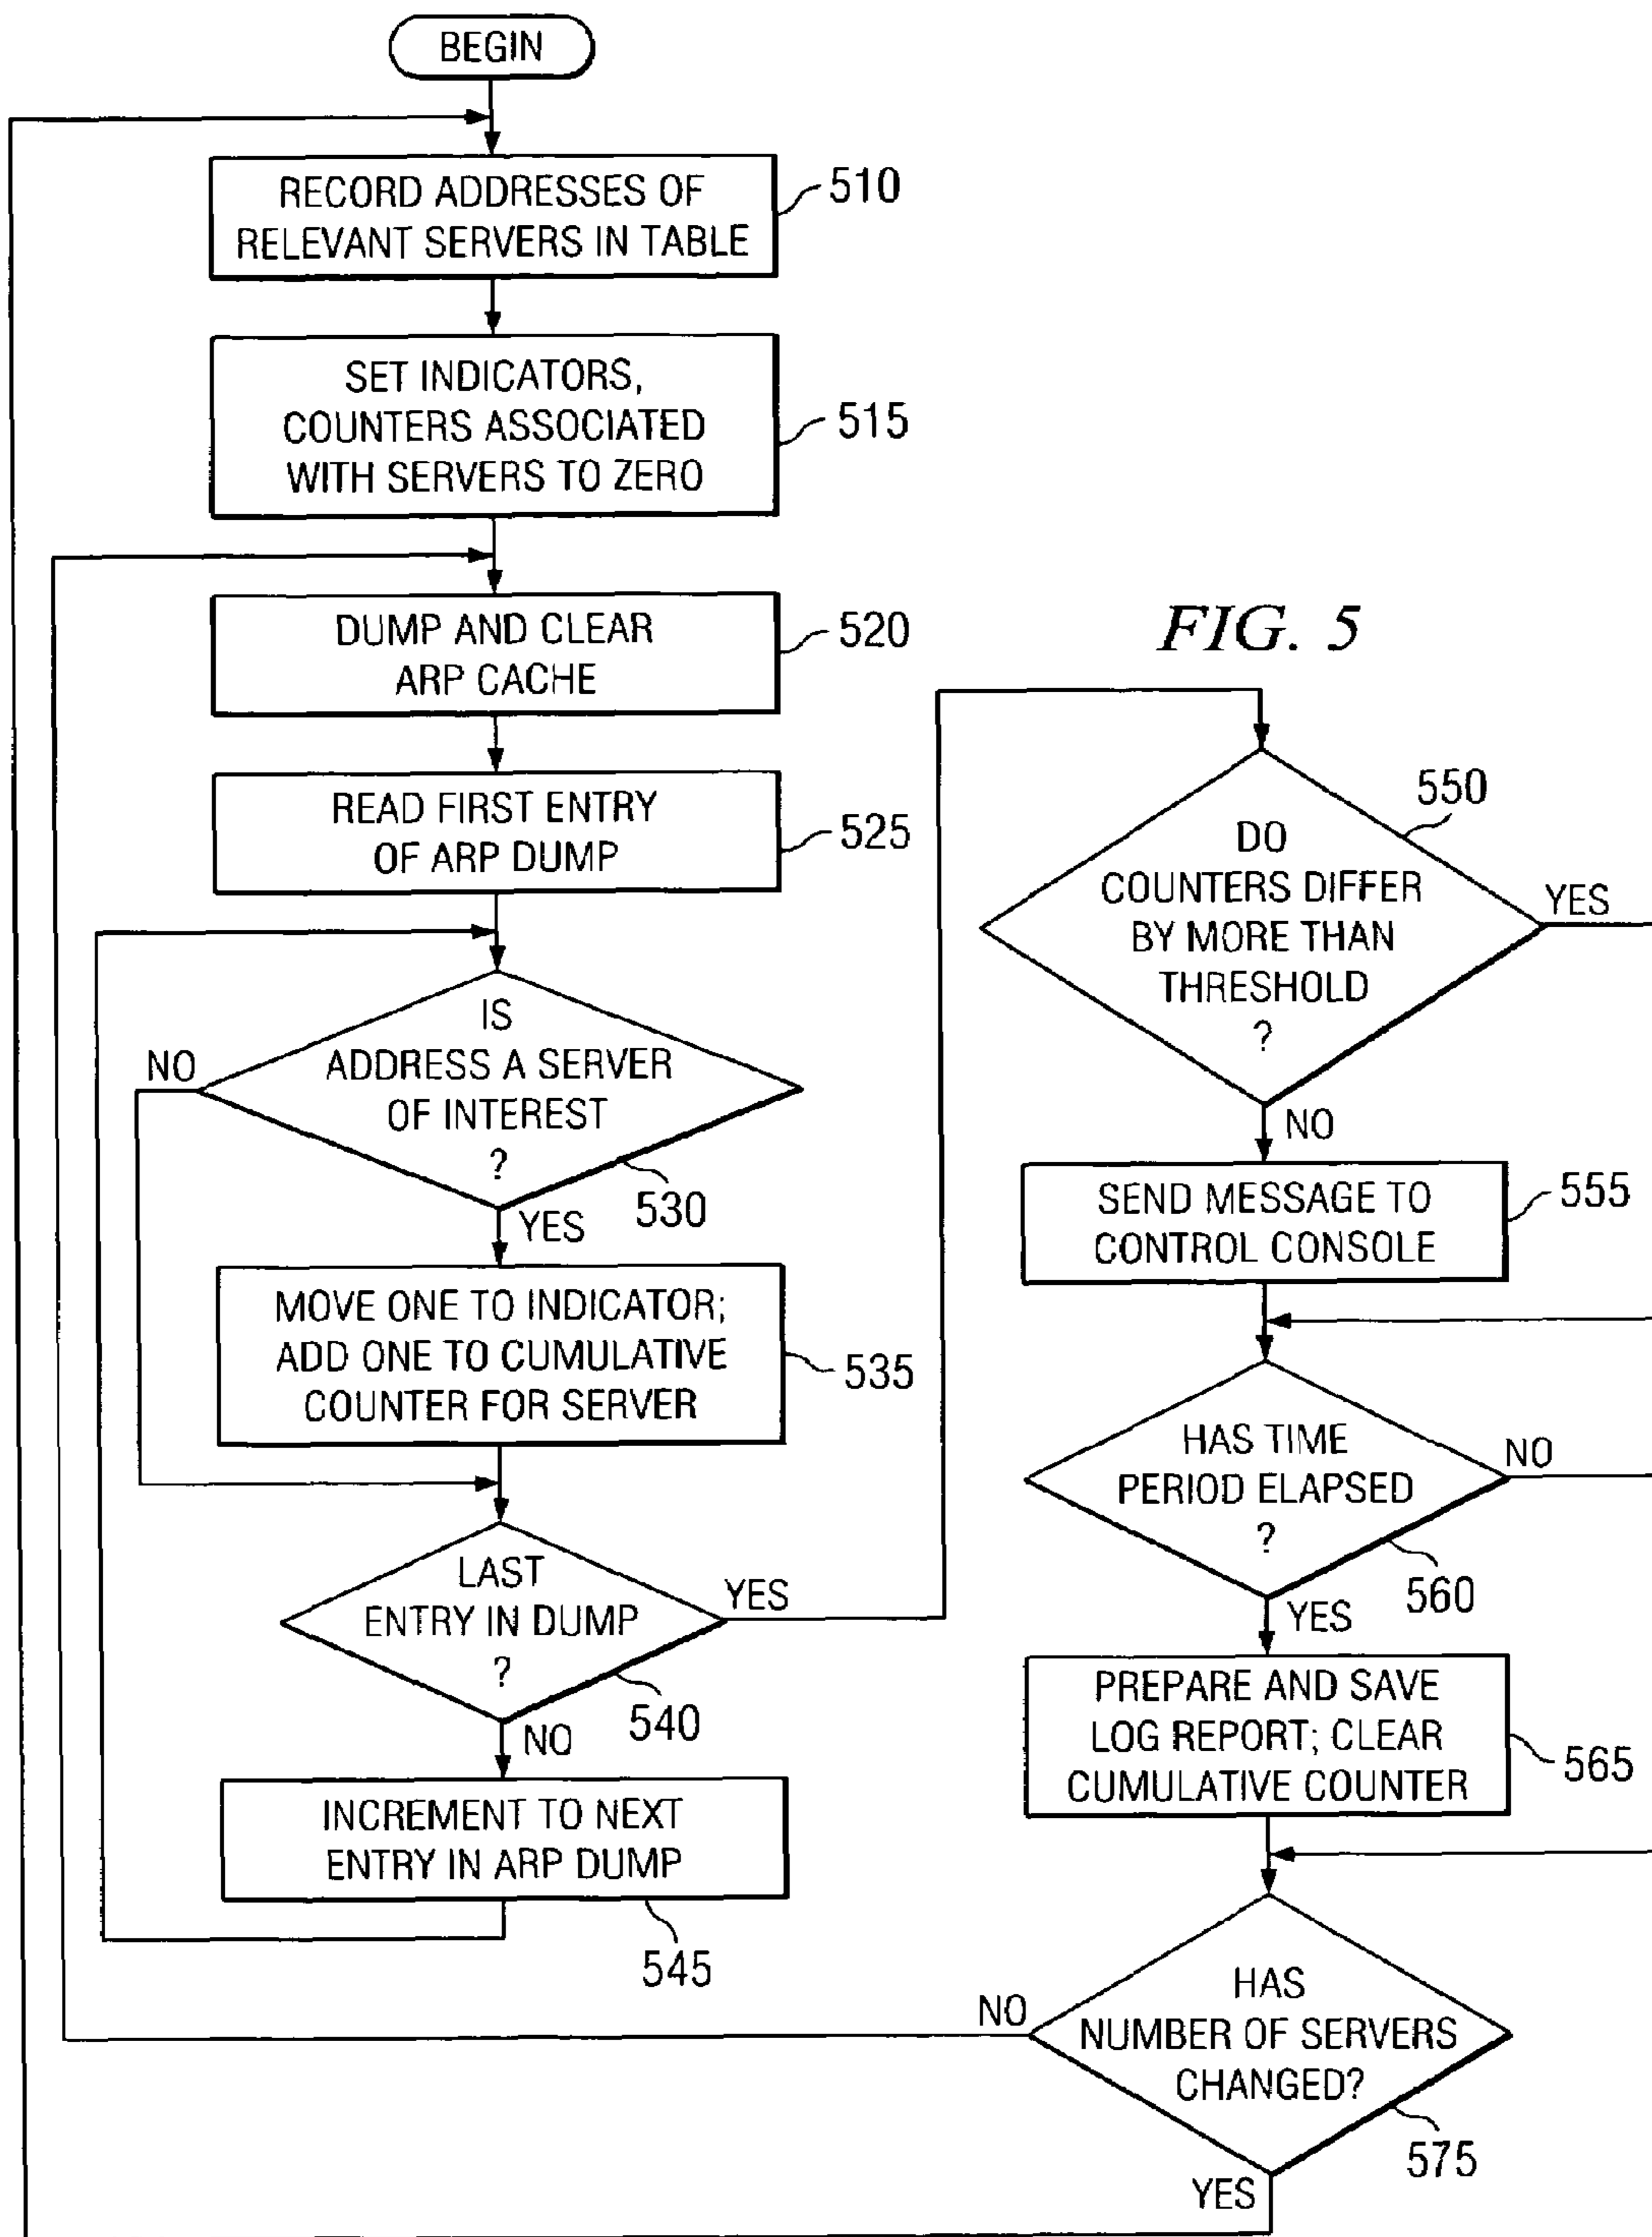 BEGIN
RECORD ADDRESSES OF
RELEVANT SERVERS IN TABLE
510
SET INDICATORS,
COUNTERS ASSOCIATED
WITH SERVERS TO ZERO
515
DUMP AND CLEAR
ARP CACHE
520
READ FIRST ENTRY
OF ARP DUMP
525
IS
ADDRESS A SERVER
OF INTEREST
?
NO
530
YES
MOVE ONE TO INDICATOR;
ADD ONE TO CUMULATIVE
COUNTER FOR SERVER
535
LAST
ENTRY IN DUMP
?
YES
540
NO
INCREMENT TO NEXT
ENTRY IN ARP DUMP
545
FIG. 5
550
DO
COUNTERS DIFFER
BY MORE THAN
THRESHOLD
?
YES
NO
SEND MESSAGE TO
CONTROL CONSOLE
555
HAS TIME
PERIOD ELAPSED
?
NO
560
YES
PREPARE AND SAVE
LOG REPORT; CLEAR
CUMULATIVE COUNTER
565
HAS
NUMBER OF SERVERS
CHANGED?
NO
575
YES